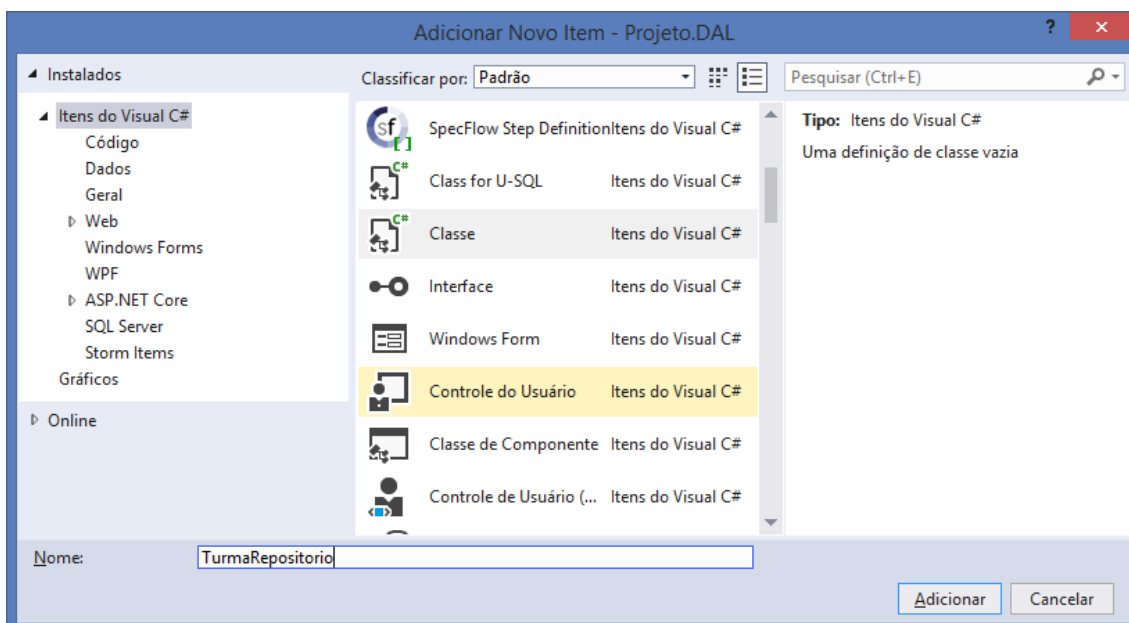 Adicionar Novo Item - Projeto.DAL
?
Instalados
Classificar por: Padrão
Pesquisar (Ctrl+E)
Itens do Visual C#
Código
Dados
Geral
Web
Windows Forms
WPF
ASP.NET Core
SQL Server
Storm Items
Gráficos
Online
sf SpecFlow Step Definition Itens do Visual C#
C# Class for U-SQL Itens do Visual C#
C# Classe Itens do Visual C#
Interface Itens do Visual C#
Windows Form Itens do Visual C#
Controle do Usuário Itens do Visual C#
Classe de Componente Itens do Visual C#
Controle de Usuário (... Itens do Visual C#
Tipo: Itens do Visual C#
Uma definição de classe vazia
Nome: TurmaRepositorio
Adicionar Cancelar